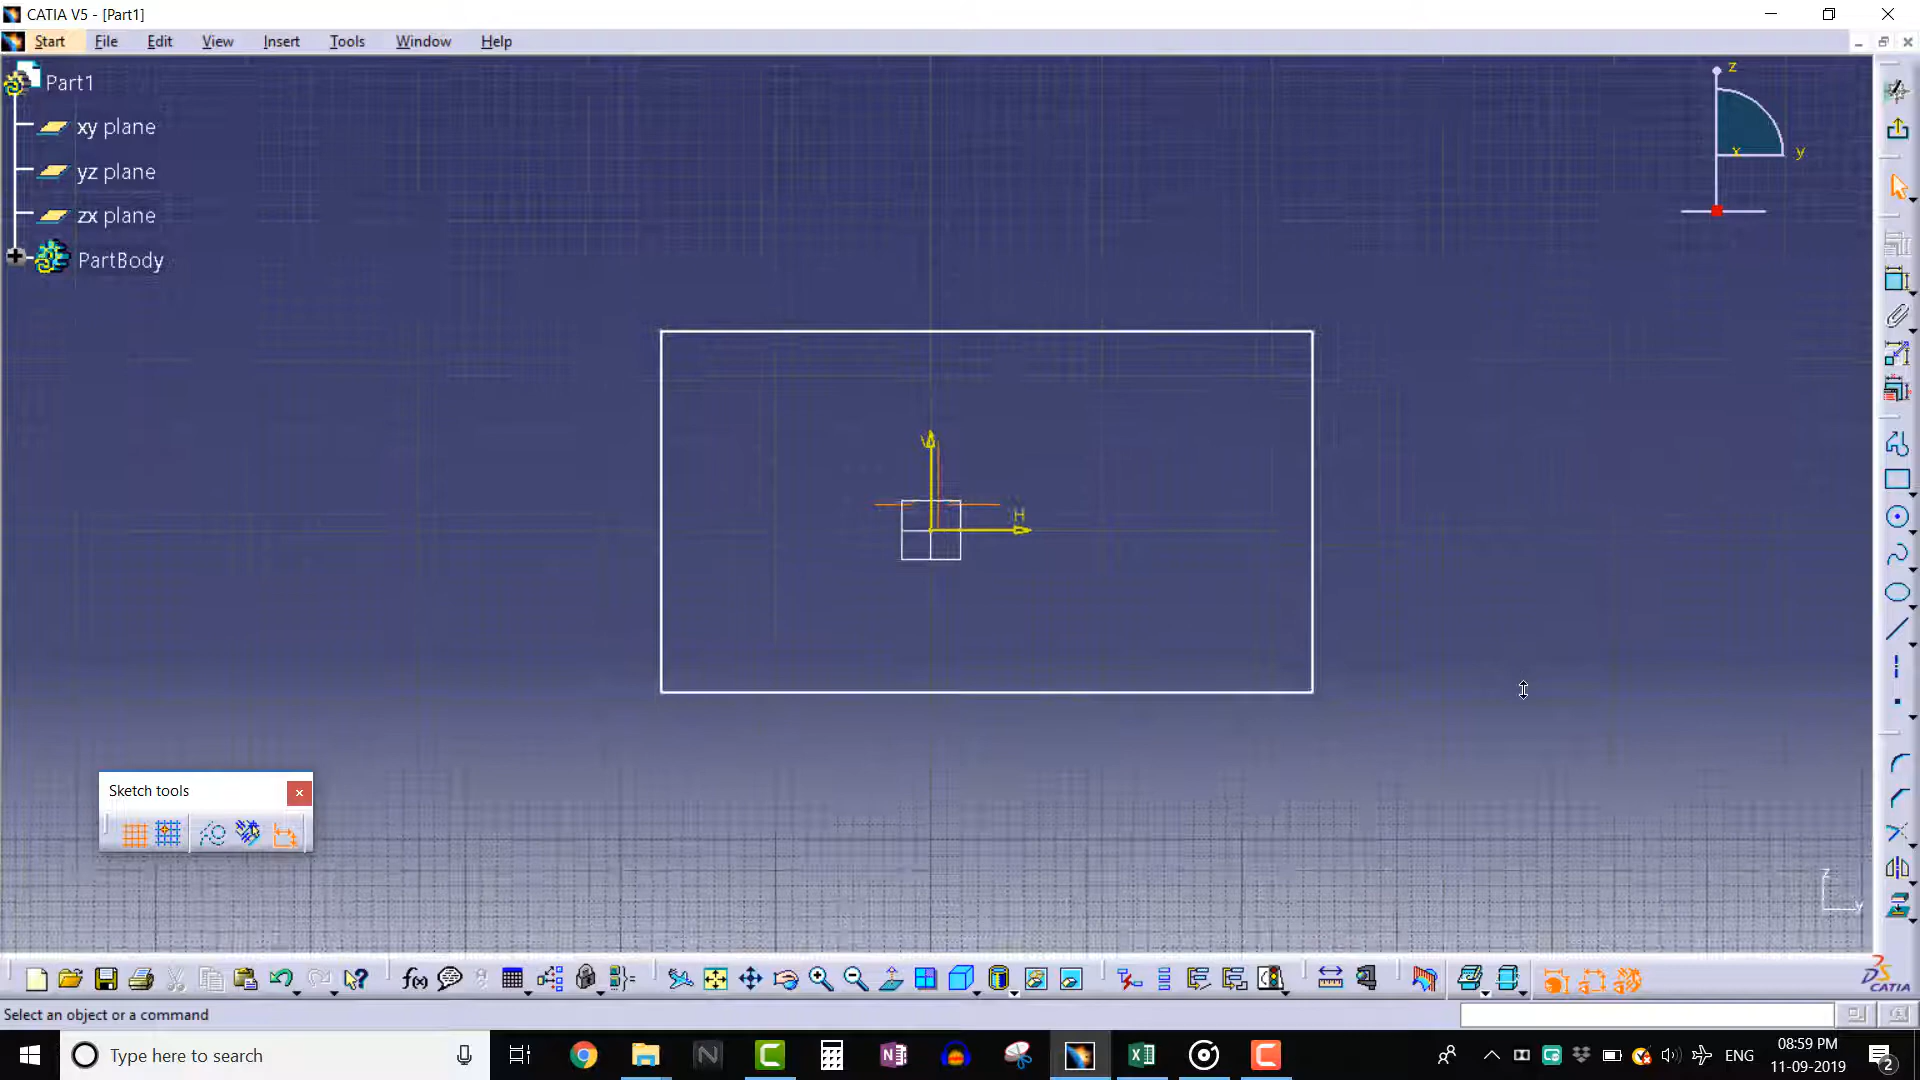 CATIA V5 - [Part1]
Start File Edit View Insert Tools Window Help
Part1
xy plane
yz plane
zx plane
PartBody
z
x
y
V
H
Sketch tools
z
y
f(x)
CATIA
Select an object or a command
Type here to search
N
N
ENG
08:59 PM
11-09-2019
2